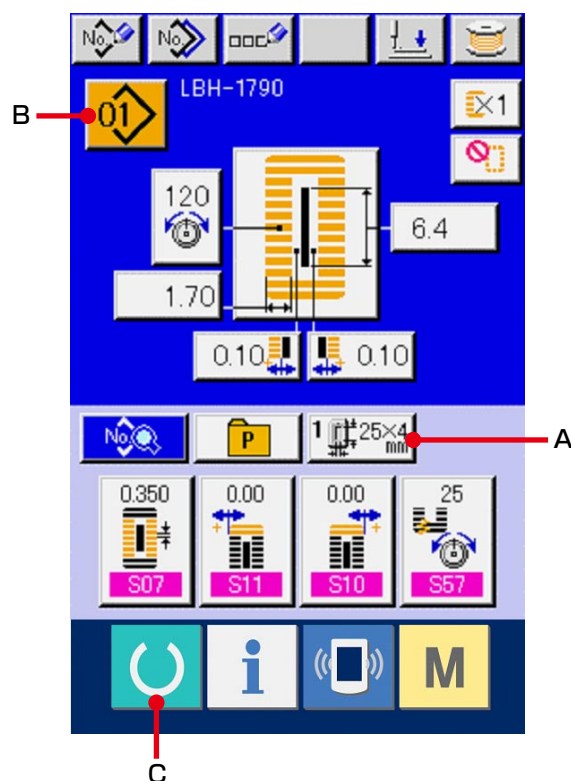 No.
No.
LBH-1790
B
01
×1
120
6.4
1.70
0.10
0.10
No.
P
1
25×4
mm
A
0.350
0.00
0.00
25
S07
S11
S10
S57
i
M
C